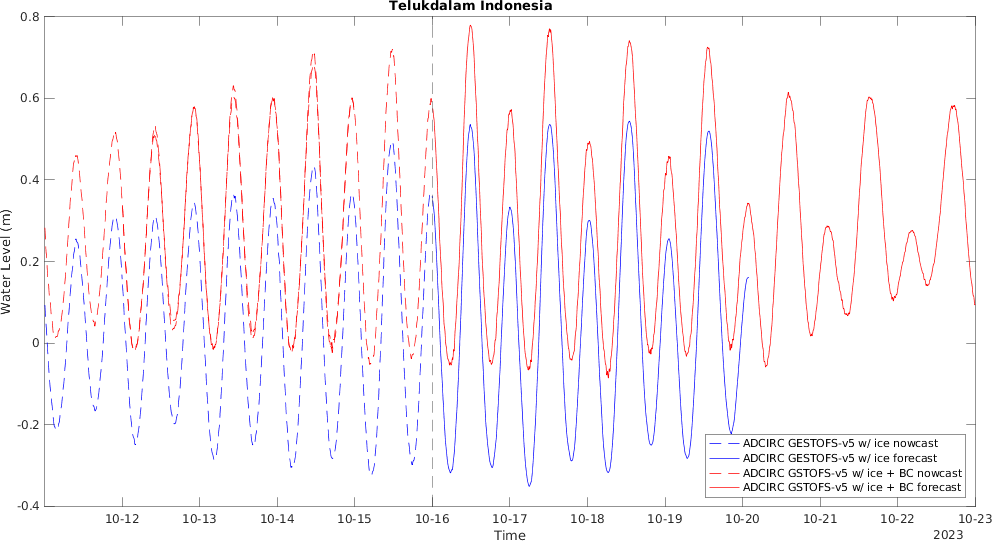 Telukdalam Indonesia
0.8
0.6
0.4
0.2
0
-0.2
-0.4
Water Level (m)
ADCIRC GESTOFS-v5 w/ ice nowcast
ADCIRC GESTOFS-v5 w/ ice forecast
ADCIRC GSTOFS-v5 w/ ice + BC nowcast
ADCIRC GSTOFS-v5 w/ ice + BC forecast
10-12 10-13 10-14 10-15 10-16 10-17 10-18 10-19 10-20 10-21 10-22 10-23
Time
2023